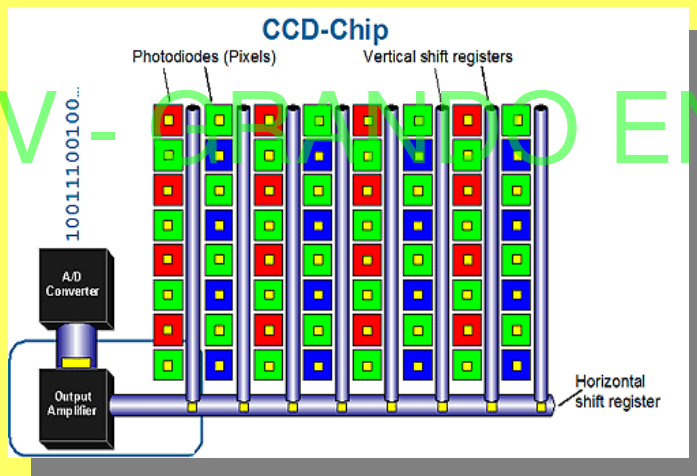 CCD-Chip
Photodiodes (Pixels)
Vertical shift registers
10011100100...
V - GRANDO EN
A/D
Converter
Output
Amplifier
Horizontal
shift register